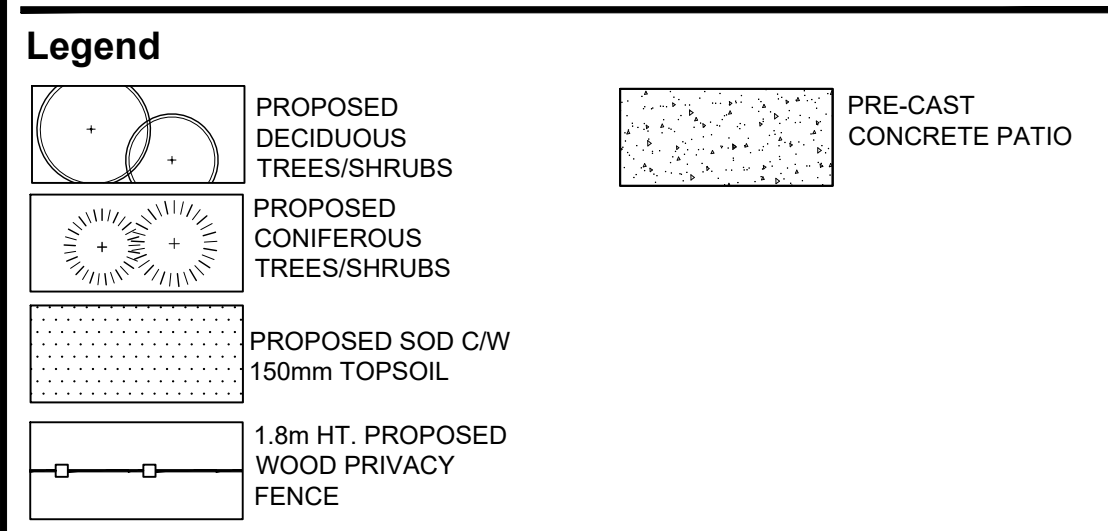 Legend
PROPOSED
DECIDUOUS
TREES/SHRUBS
PROPOSED
CONIFEROUS
TREES/SHRUBS
PROPOSED SOD C/W
150mm TOPSOIL
1.8m HT. PROPOSED
WOOD PRIVACY
FENCE
PRE-CAST
CONCRETE PATIO